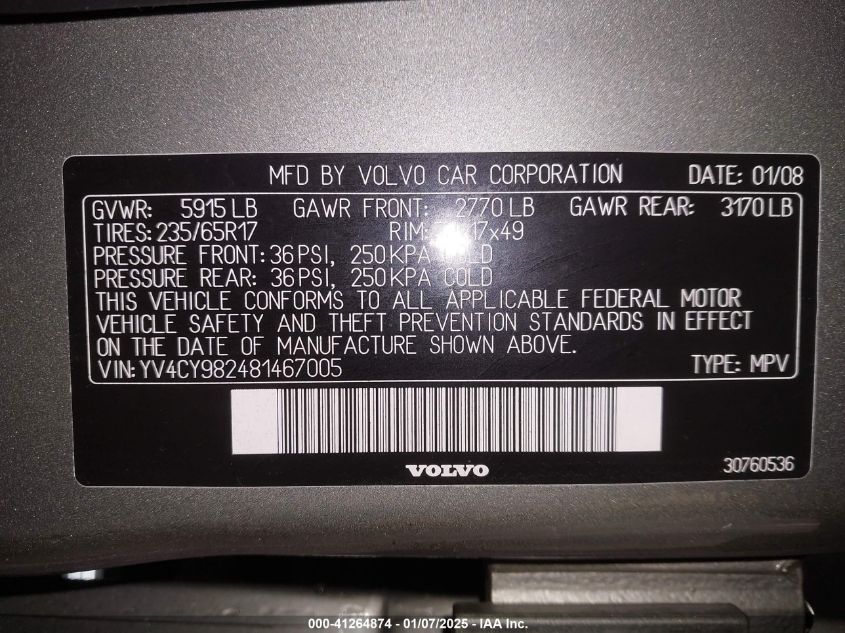 MFD BY VOLVO CAR CORPORATION DATE: 01/08
GVWR: 5915 LB GAWR FRONT: 2770 LB GAWR REAR: 3170 LB
TIRES: 235/65R17 RIM: 17x49
PRESSURE FRONT: 36 PSI, 250 KPA COLD
PRESSURE REAR: 36 PSI, 250 KPA COLD
THIS VEHICLE CONFORMS TO ALL APPLICABLE FEDERAL MOTOR
VEHICLE SAFETY AND THEFT PREVENTION STANDARDS IN EFFECT
ON THE DATE OF MANUFACTURE SHOWN ABOVE.
VIN: YV4CY982481467005 TYPE: MPV
VOLVO 30760536
000-41264874 - 01/07/2025 - IAA Inc.